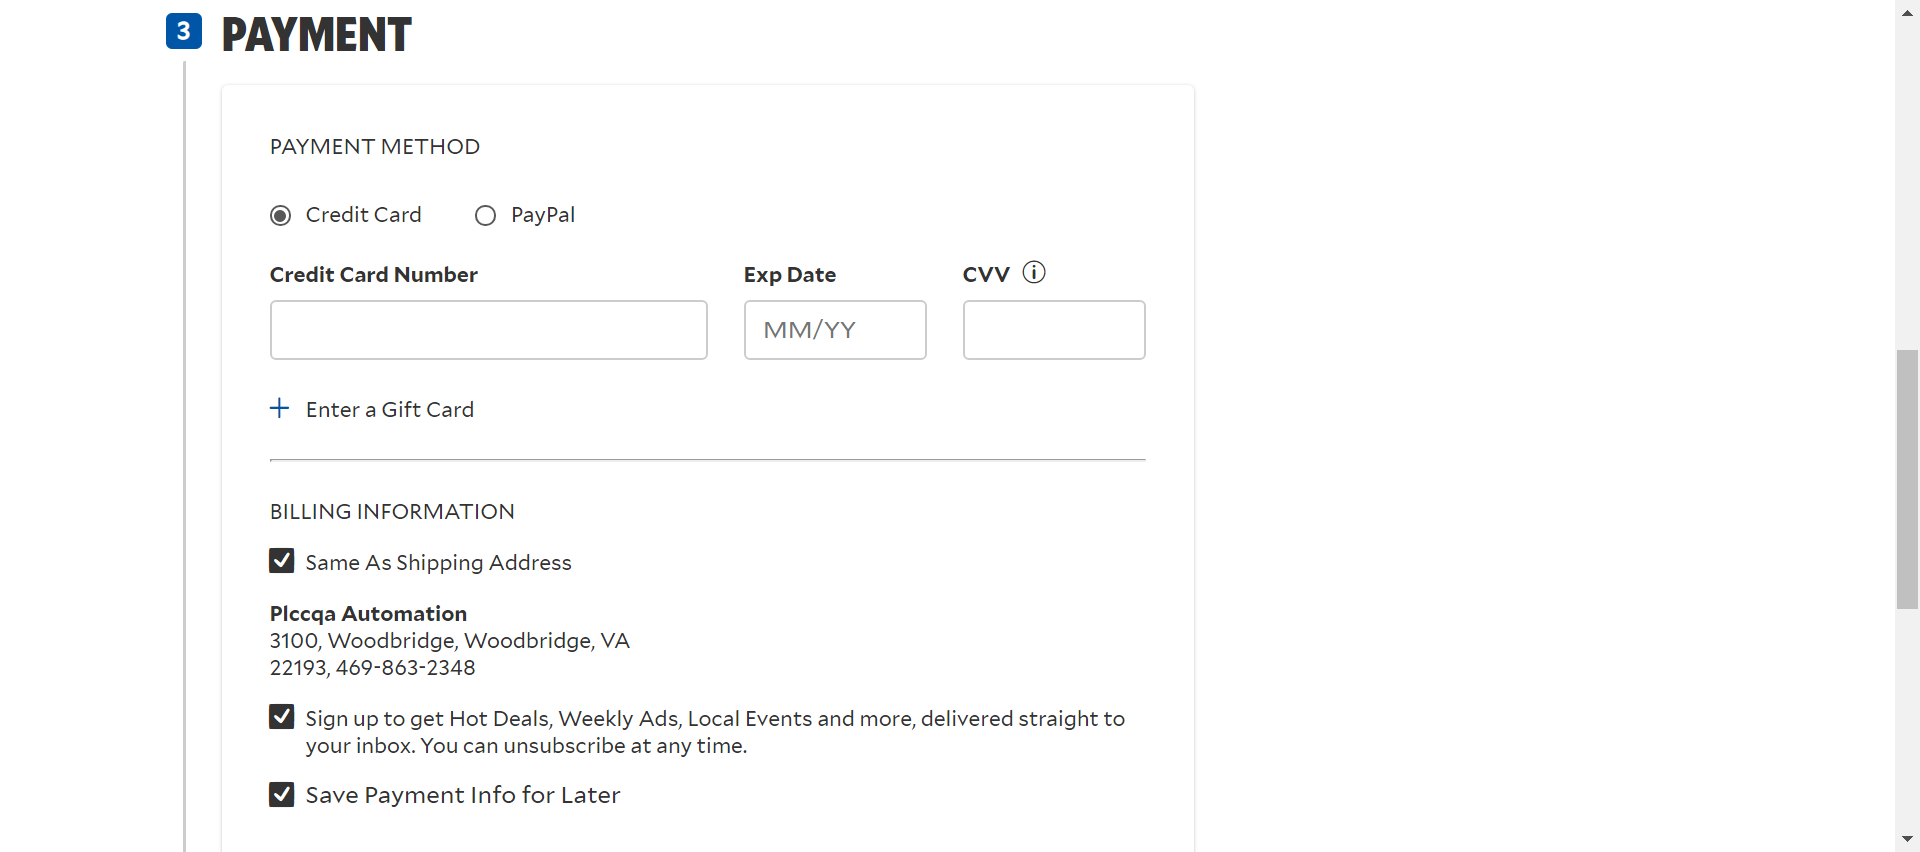 3 PAYMENT
PAYMENT METHOD
Credit Card PayPal
Credit Card Number Exp Date CVV
MM/YY
Enter a Gift Card
BILLING INFORMATION
Same As Shipping Address
Plccqa Automation
3100, Woodbridge, Woodbridge, VA
22193, 469-863-2348
Sign up to get Hot Deals, Weekly Ads, Local Events and more, delivered straight to
your inbox. You can unsubscribe at any time.
Save Payment Info for Later